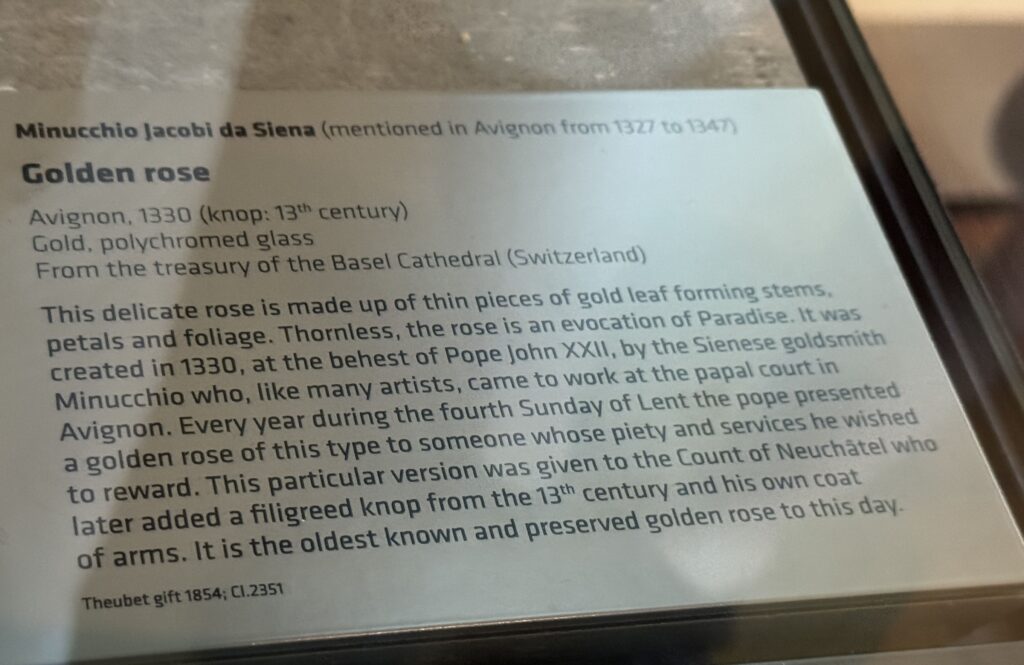 Minucchio Jacobi da Siena (mentioned in Avignon from 1327 to 1347)
Golden rose
Avignon, 1330 (knop: 13th century)
Gold, polychromed glass
From the treasury of the Basel Cathedral (Switzerland)
This delicate rose is made up of thin pieces of gold leaf forming stems,
petals and foliage. Thornless, the rose is an evocation of Paradise. It was
created in 1330, at the behest of Pope John XXII, by the Sienese goldsmith
Minucchio who, like many artists, came to work at the papal court in
Avignon. Every year during the fourth Sunday of Lent the pope presented
a golden rose of this type to someone whose piety and services he wished
to reward. This particular version was given to the Count of Neuchâtel who
later added a filigreed knop from the 13th century and his own coat
of arms. It is the oldest known and preserved golden rose to this day.
Theubet gift 1854; Cl.2351